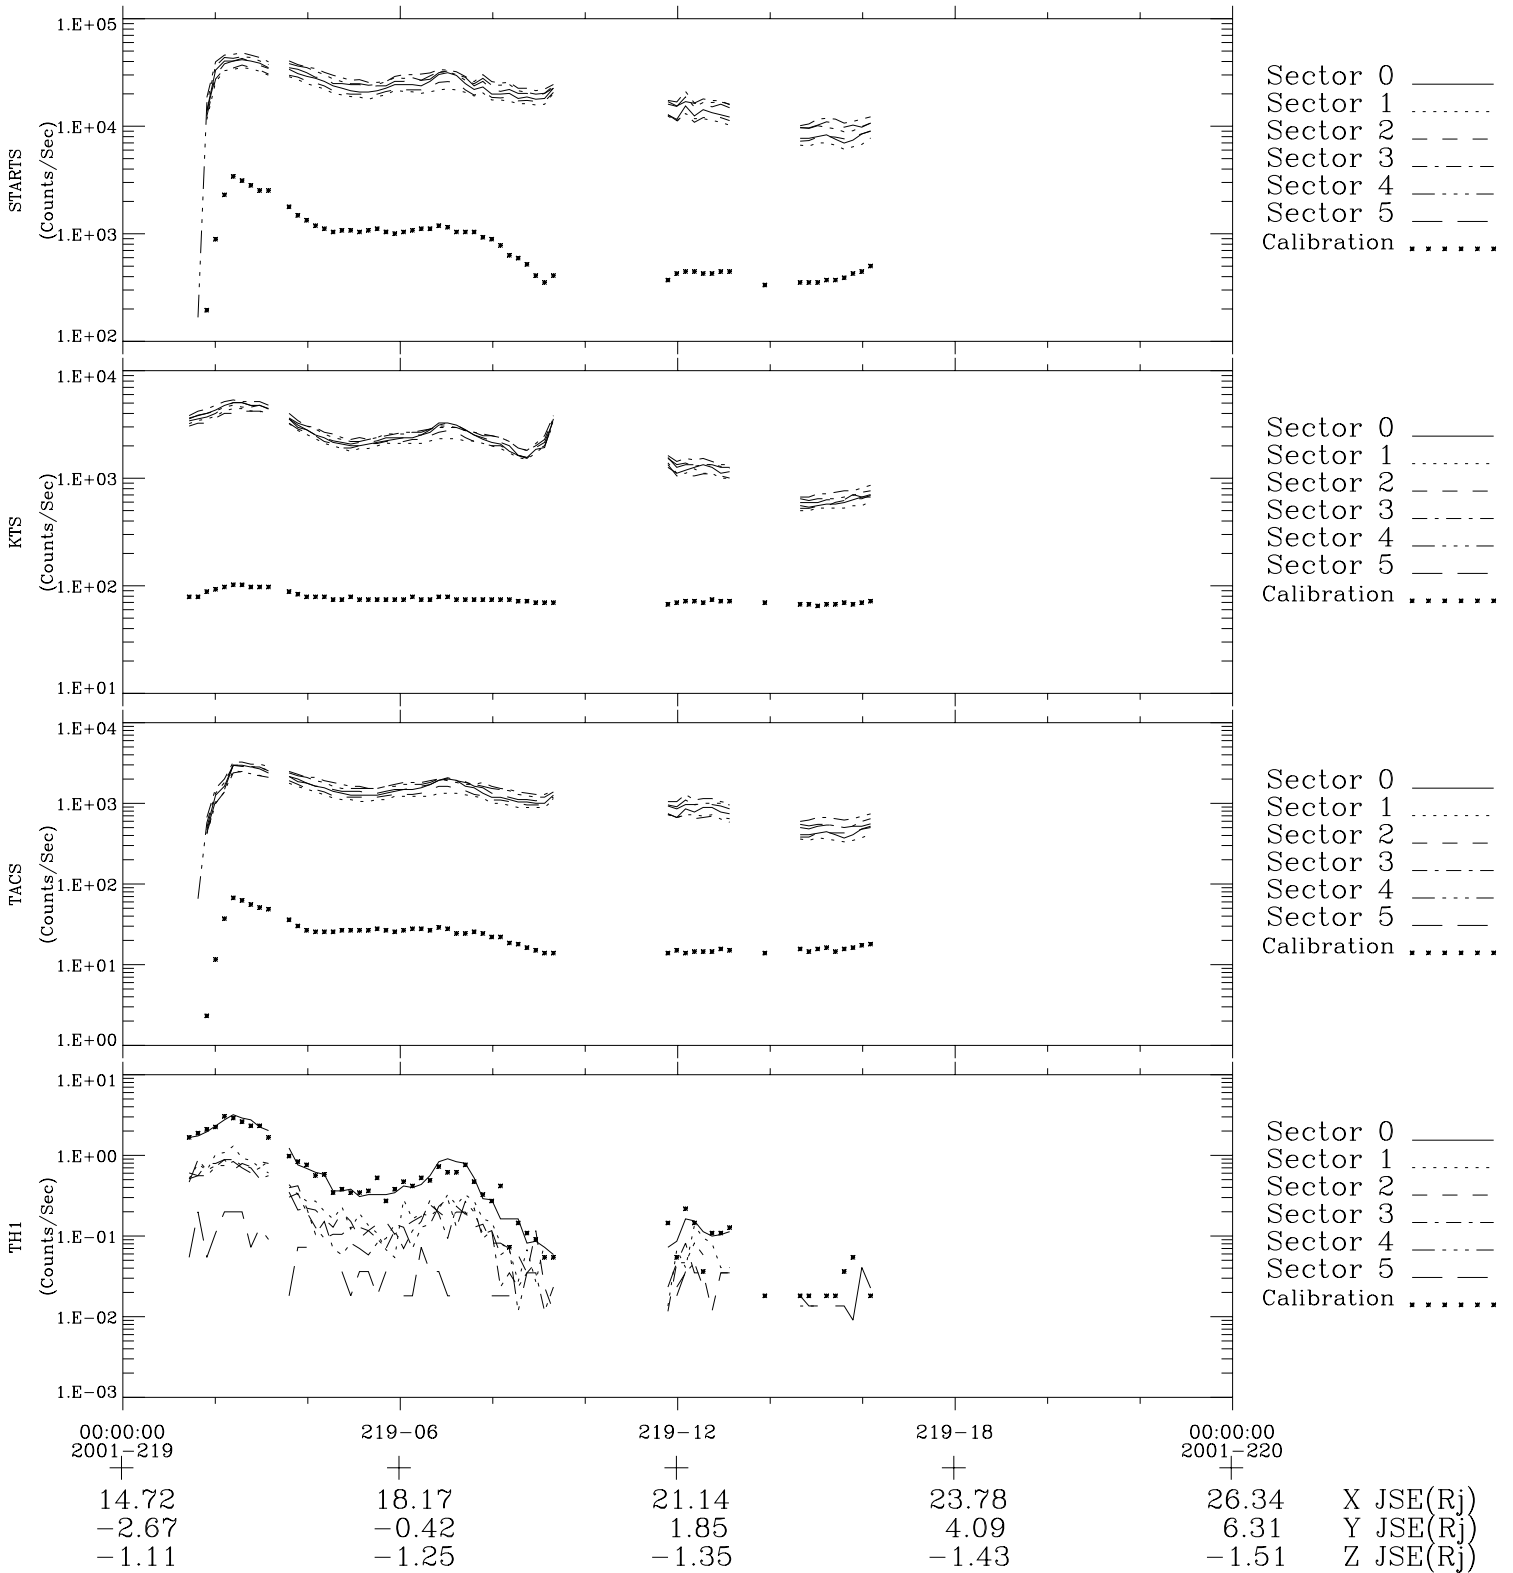 1.E+05
1.E+04
1.E+03
1.E+02
STARTS
(Counts/Sec)
Sector 0
Sector 1
Sector 2
Sector 3
Sector 4
Sector 5
Calibration
1.E+04
1.E+03
1.E+02
1.E+01
KTS
(Counts/Sec)
Sector 0
Sector 1
Sector 2
Sector 3
Sector 4
Sector 5
Calibration
1.E+04
1.E+03
1.E+02
1.E+01
1.E+00
TACS
(Counts/Sec)
Sector 0
Sector 1
Sector 2
Sector 3
Sector 4
Sector 5
Calibration
1.E+01
1.E+00
1.E-01
1.E-02
1.E-03
TH1
(Counts/Sec)
Sector 0
Sector 1
Sector 2
Sector 3
Sector 4
Sector 5
Calibration
00:00:00 219-06 219-12 219-18 00:00:00
2001-219 2001-220
14.72 18.17 21.14 23.78 26.34 X JSE(Rj)
-2.67 -0.42 1.85 4.09 6.31 Y JSE(Rj)
-1.11 -1.25 -1.35 -1.43 -1.51 Z JSE(Rj)